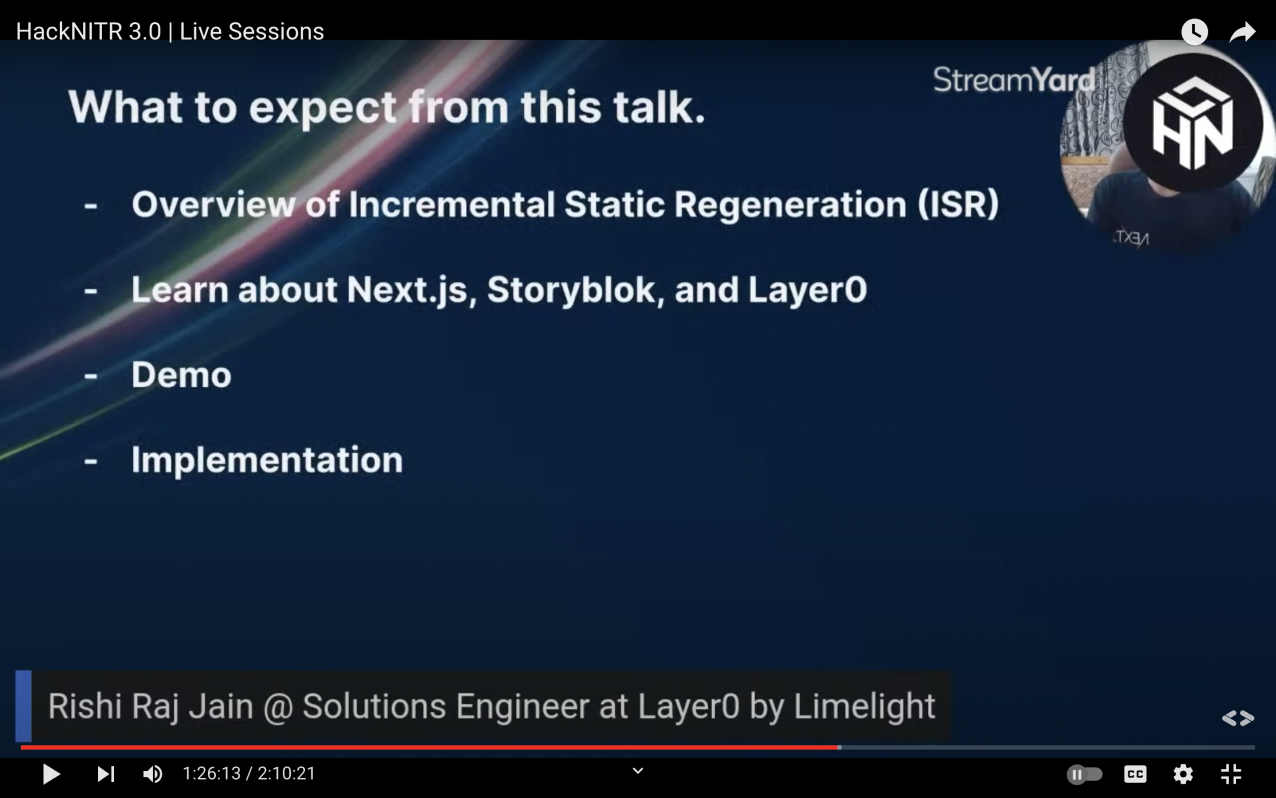 HackNITR 3.0 | Live Sessions
StreamYard
HN
What to expect from this talk.
- Overview of Incremental Static Regeneration (ISR)
NEXT.
- Learn about Next.js, Storyblok, and Layer0
- Demo
- Implementation
Rishi Raj Jain @ Solutions Engineer at Layer0 by Limelight
1:26:13 / 2:10:21
CC